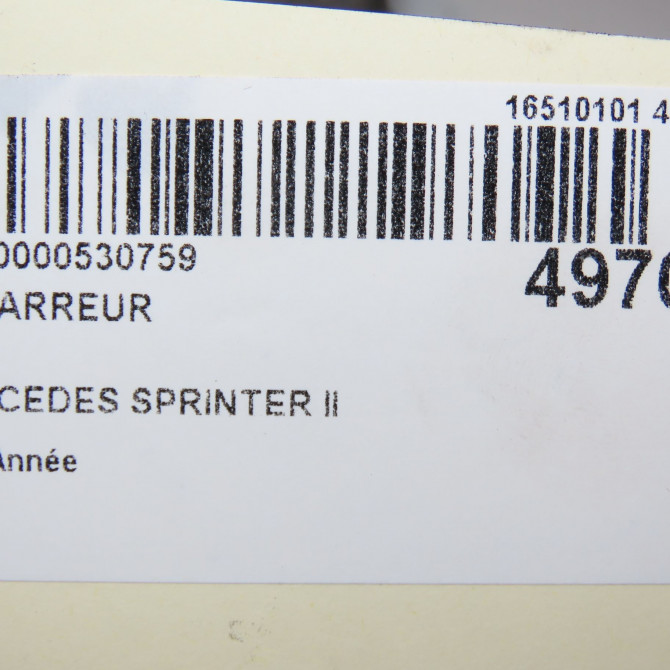 16510101 4
0000530759
4970
ARREUR
CEDES SPRINTER II
Année